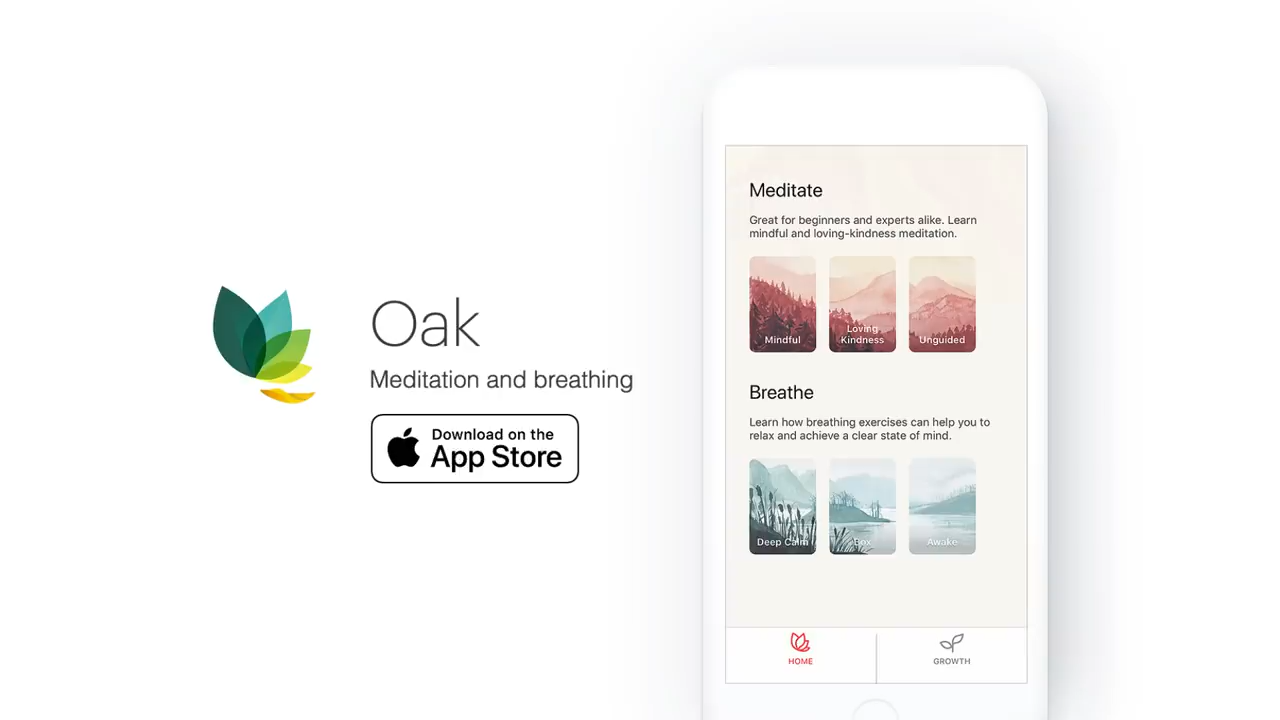 Oak
Meditation and breathing
Download on the
App Store
Meditate
Great for beginners and experts alike. Learn
mindful and loving-kindness meditation.
Mindful
Loving
Kindness
Unguided
Breathe
Learn how breathing exercises can help you to
relax and achieve a clear state of mind.
Deep Calm
Box
Awake
HOME
GROWTH